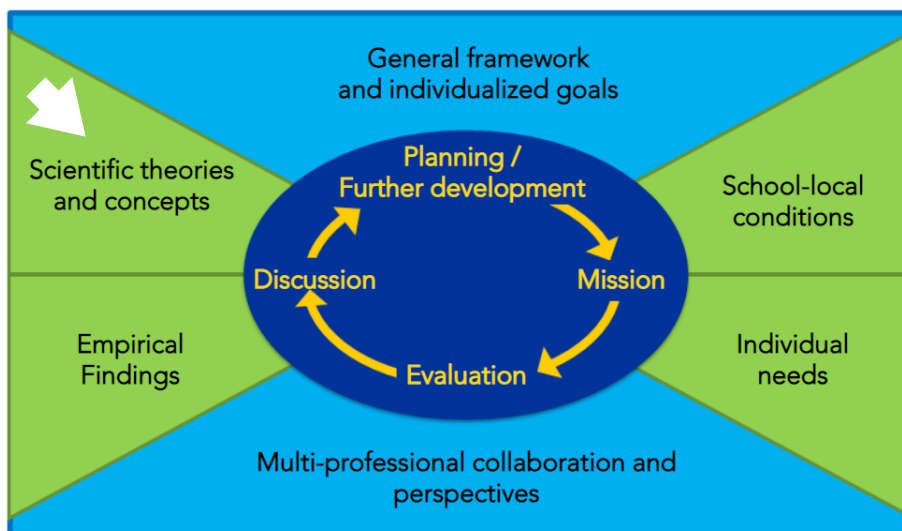 General framework
and individualized goals
Scientific theories
and concepts
Planning /
Further development
School-local
conditions
Discussion
Mission
Empirical
Findings
Evaluation
Individual
needs
Multi-professional collaboration and
perspectives